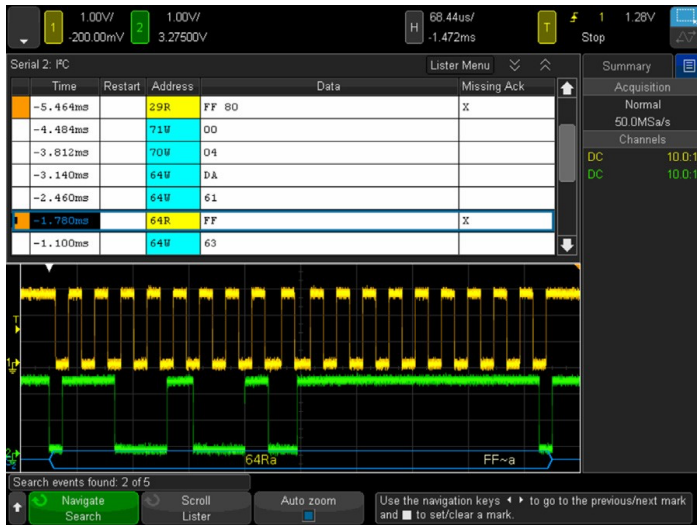 1 1.00V/ 2 1.00V/ H 68.44us/ T 1 1.28V
-200.00mV 3.27500V -1.472ms Stop
Serial 2: I²C Lister Menu Summary
Time Restart Address Data Missing Ack
-5.464ms 29R FF 80 X
-4.484ms 71W 00
-3.812ms 70W 04
-3.140ms 64W DA
-2.460ms 64W 61
-1.780ms 64R FF X
-1.100ms 64W 63
Acquisition
Normal
50.0MSa/s
Channels
DC 10.0:1
DC 10.0:1
T
1
2
64Ra FF~a
Search events found: 2 of 5
Navigate Search
Scroll Lister
Auto zoom
Use the navigation keys to go to the previous/next mark
and to set/clear a mark.